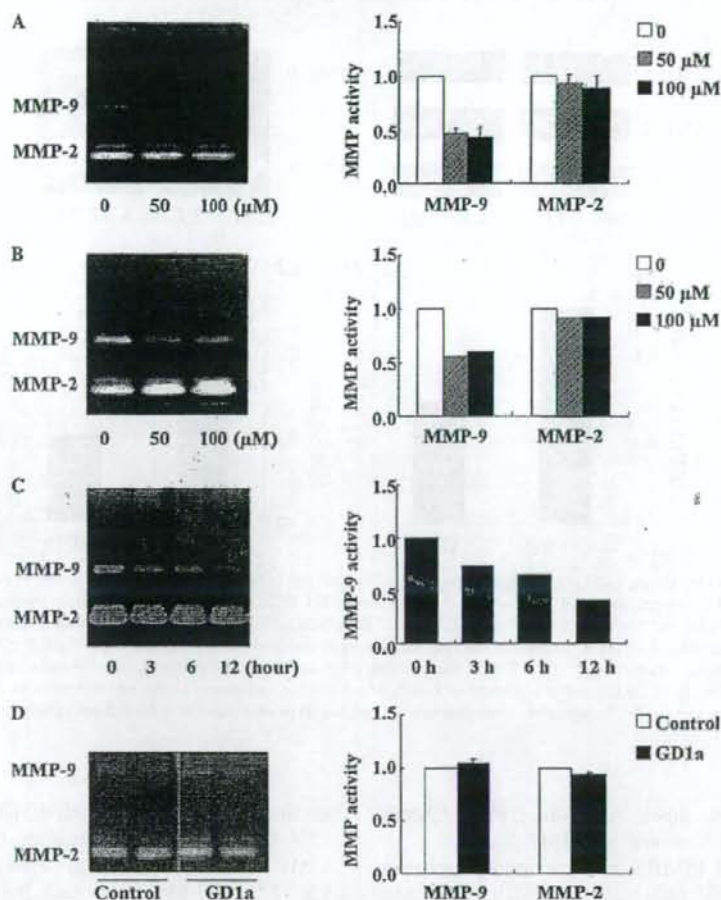 A
MMP-9
MMP-2
0 50 100 (μM)
MMP activity
1.5
1.0
0.5
0.0
MMP-9 MMP-2
0
50 μM
100 μM
B
MMP-9
MMP-2
0 50 100 (μM)
MMP activity
1.5
1.0
0.5
0.0
MMP-9 MMP-2
0
50 μM
100 μM
C
MMP-9
MMP-2
0 3 6 12 (hour)
MMP-9 activity
1.5
1.0
0.5
0.0
0 h 3 h 6 h 12 h
D
MMP-9
MMP-2
Control GD1a
MMP activity
1.5
1.0
0.5
0.0
MMP-9 MMP-2
Control
GD1a